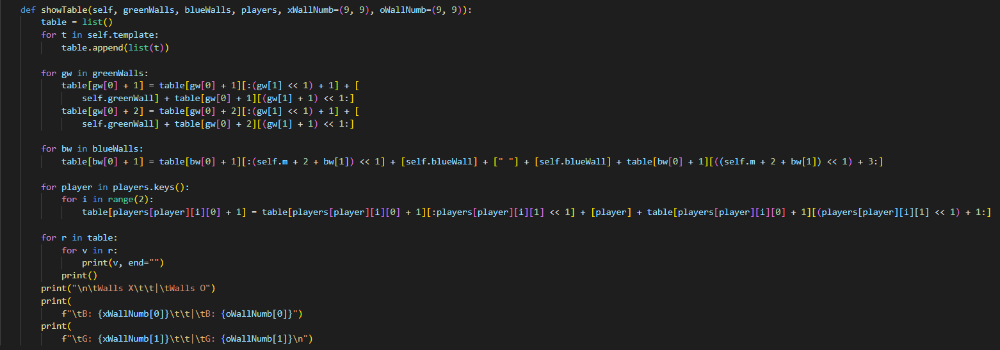 def showTable(self, greenWalls, blueWalls, players, xWallNumb=(9, 9), oWallNumb=(9, 9)):
    table = list()
    for t in self.template:
        table.append(list(t))

    for gw in greenWalls:
        table[gw[0] + 1] = table[gw[0] + 1][:(gw[1] << 1) + 1] + [
            self.greenWall] + table[gw[0] + 1][(gw[1] + 1) << 1:]
        table[gw[0] + 2] = table[gw[0] + 2][:(gw[1] << 1) + 1] + [
            self.greenWall] + table[gw[0] + 2][(gw[1] + 1) << 1:]

    for bw in blueWalls:
        table[bw[0] + 1] = table[bw[0] + 1][:(self.m + 2 + bw[1]) << 1] + [self.blueWall] + [" "] + [self.blueWall] + table[bw[0] + 1][((self.m + 2 + bw[1]) << 1) + 3:]

    for player in players.keys():
        for i in range(2):
            table[players[player][i][0] + 1] = table[players[player][i][0] + 1][:players[player][i][1] << 1] + [player] + table[players[player][i][0] + 1][(players[player][i][1] << 1) + 1:]

    for r in table:
        for v in r:
            print(v, end="")
        print()
    print("\n\tWalls X\t\t|\tWalls O")
    print(
        f"\tB: {xWallNumb[0]}\t\t|\tB: {oWallNumb[0]}")
    print(
        f"\tG: {xWallNumb[1]}\t\t|\tG: {oWallNumb[1]}\n")